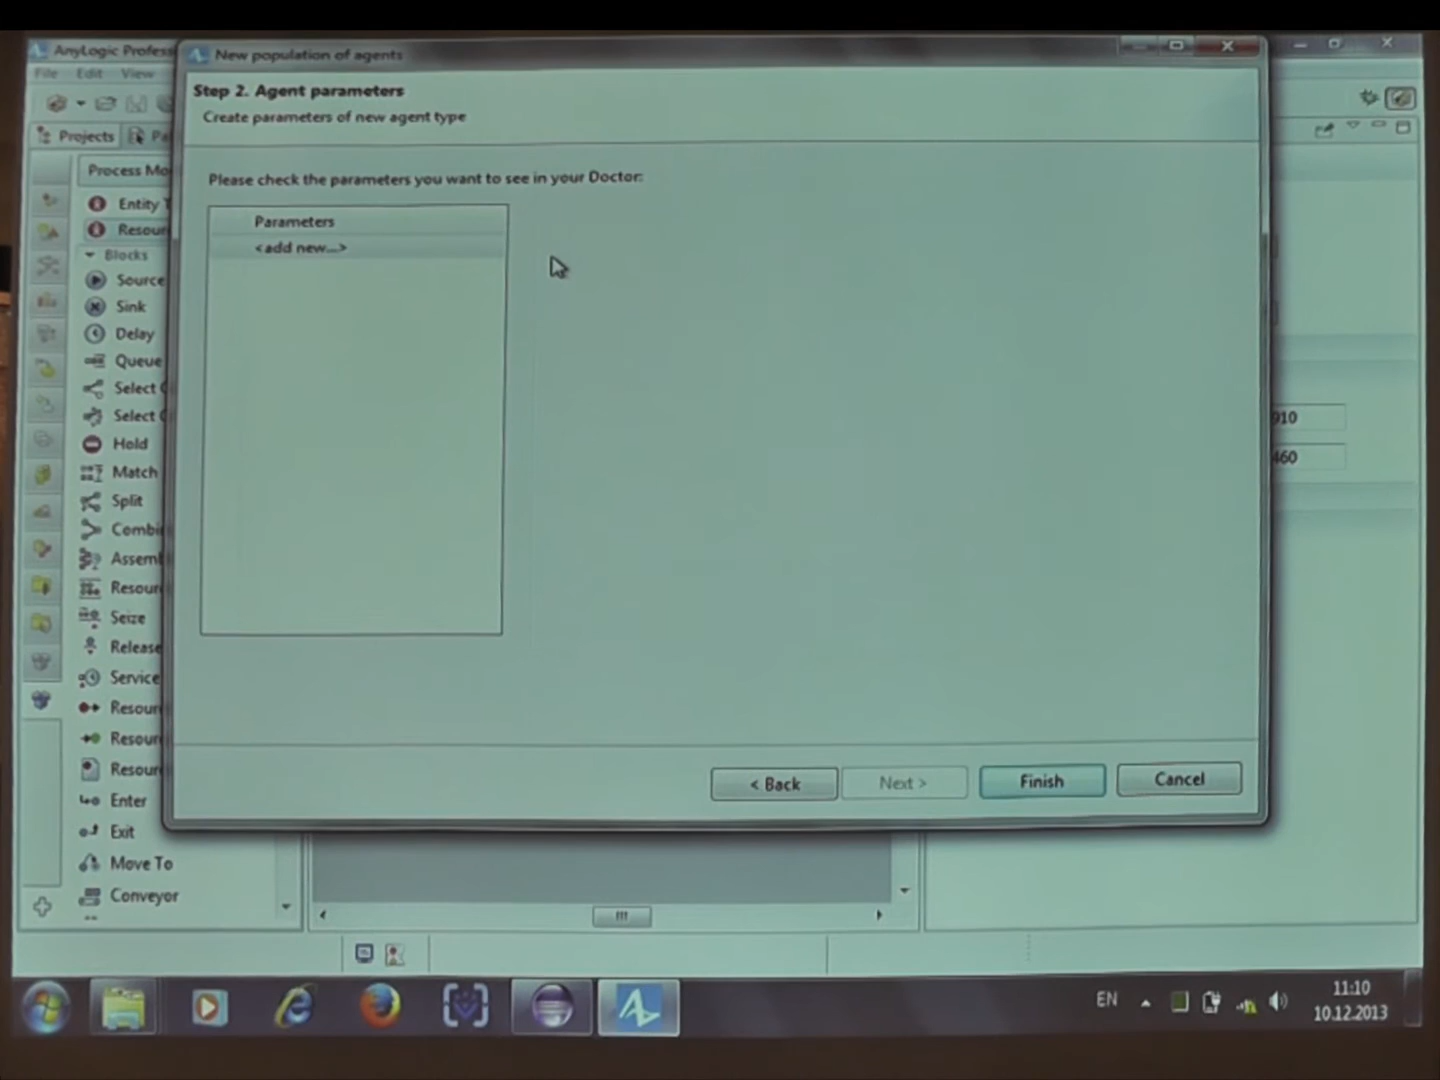 AnyLogic Profess
New population of agents
File Edit View
Step 2. Agent parameters
Create parameters of new agent type
Projects
Process Mo
Please check the parameters you want to see in your Doctor:
Parameters
<add new...>
Entity T
Resour
Blocks
Source
Sink
Delay
Queue
Select
Select
Hold
Match
Split
Combi
Assemb
Resour
Seize
Release
Service
Resour
Resour
Resour
Enter
Exit
Move To
Conveyor
910
460
< Back
Next >
Finish
Cancel
EN
11:10
10.12.2013